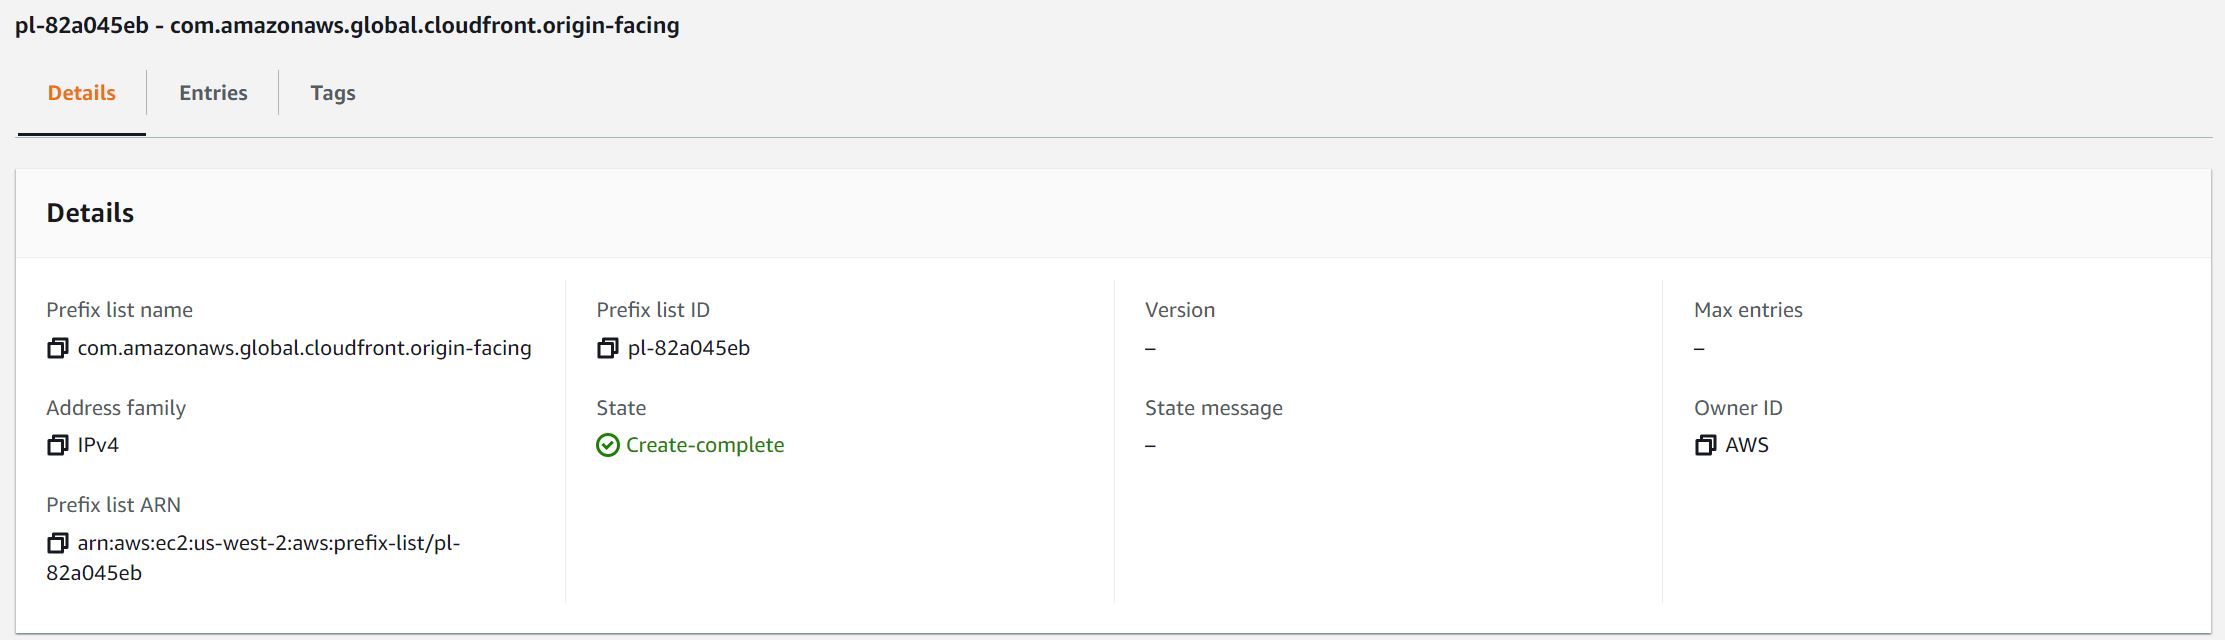 pl-82a045eb - com.amazonaws.global.cloudfront.origin-facing
Details
Entries
Tags
Details
Prefix list name
com.amazonaws.global.cloudfront.origin-facing
Prefix list ID
pl-82a045eb
Version
–
Max entries
–
Address family
IPv4
State
Create-complete
State message
–
Owner ID
AWS
Prefix list ARN
arn:aws:ec2:us-west-2:aws:prefix-list/pl-
82a045eb